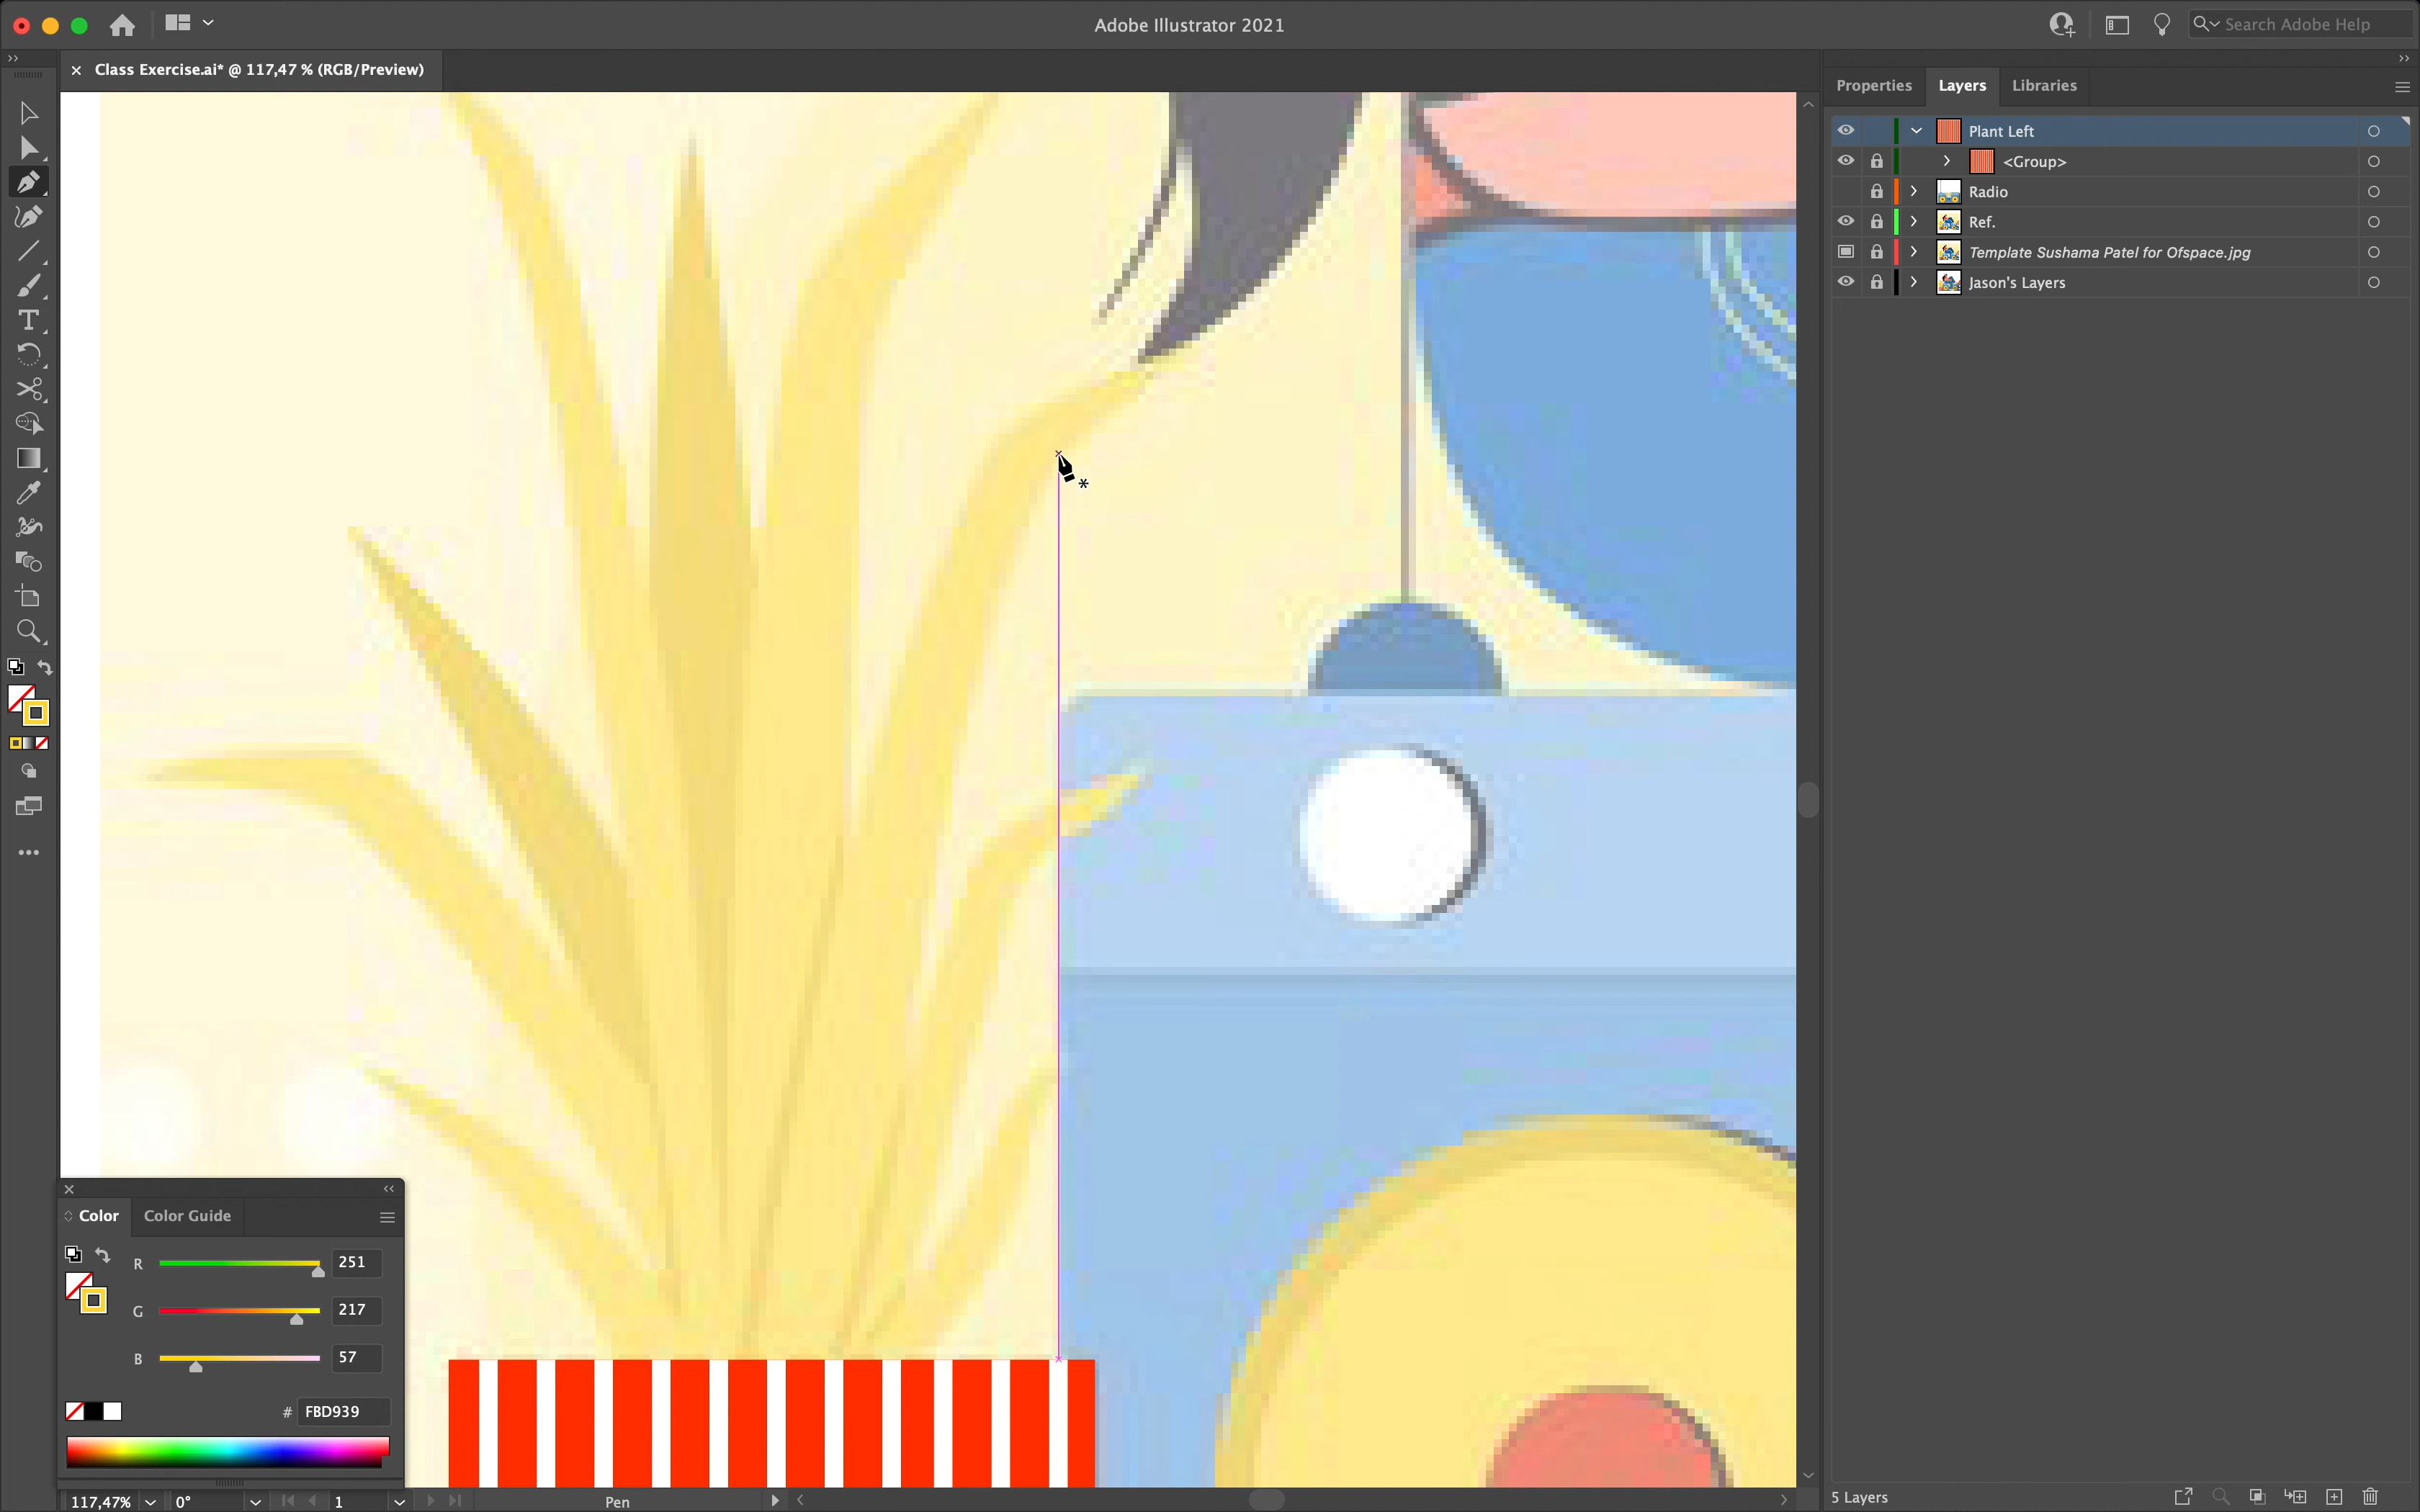 Adobe Illustrator 2021
Search Adobe Help
Class Exercise.ai* @ 117,47 % (RGB/Preview)
Properties
Layers
Libraries
Plant Left
<Group>
Radio
Ref.
Template Sushama Patel for Ofspace.jpg
Jason's Layers
Color
Color Guide
R 251
G 217
B 57
# FBD939
117,47% 0° 1 Pen
5 Layers